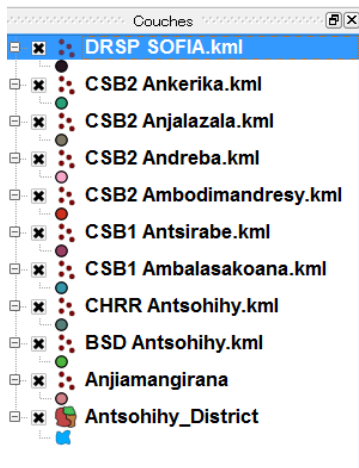 Couches
DRSP SOFIA.kml
CSB2 Ankerika.kml
CSB2 Anjalazala.kml
CSB2 Andreba.kml
CSB2 Ambodimandresy.kml
CSB1 Antsirabe.kml
CSB1 Ambalasakoana.kml
CHRR Antsohihy.kml
BSD Antsohihy.kml
Anjiamangirana
Antsohihy_District